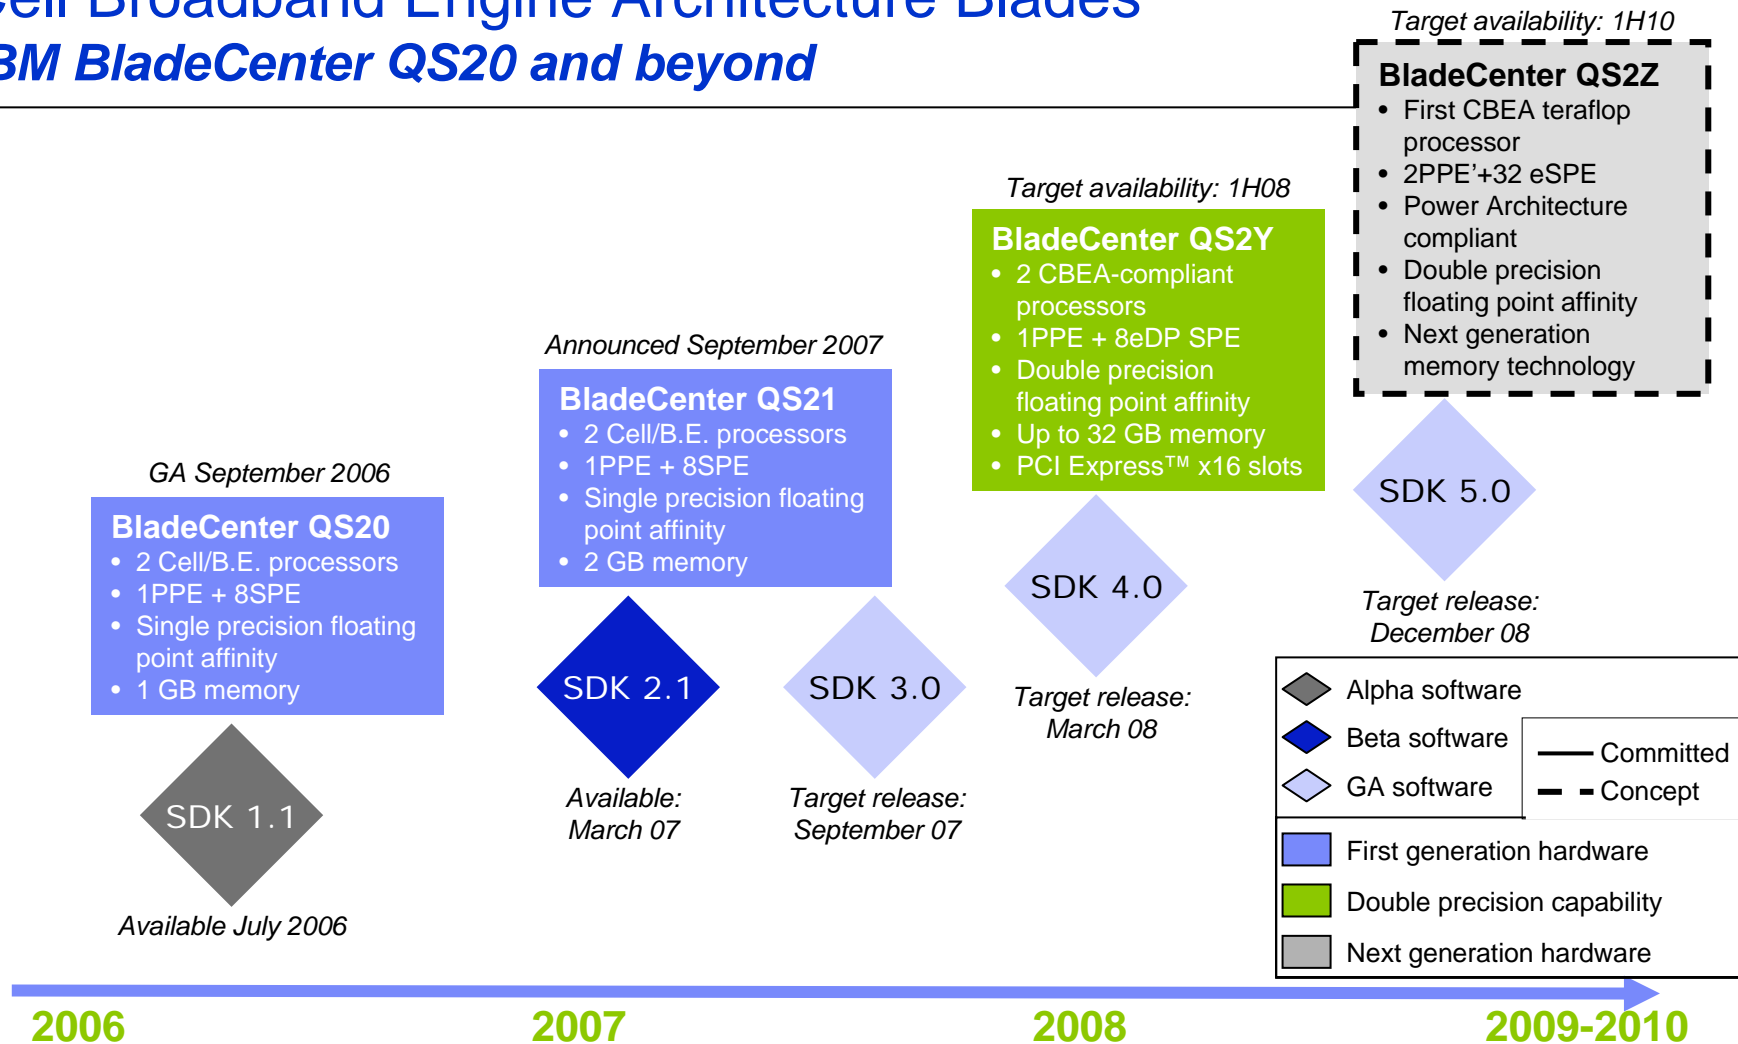 Cell Broadband Engine Architecture Blades
IBM BladeCenter QS20 and beyond
Target availability: 1H10
BladeCenter QS2Z
• First CBEA teraflop
processor
• 2PPE'+32 eSPE
• Power Architecture
compliant
• Double precision
floating point affinity
• Next generation
memory technology
Target availability: 1H08
BladeCenter QS2Y
• 2 CBEA-compliant
processors
• 1PPE + 8eDP SPE
• Double precision
floating point affinity
• Up to 32 GB memory
• PCI Express™ x16 slots
Announced September 2007
BladeCenter QS21
• 2 Cell/B.E. processors
• 1PPE + 8SPE
• Single precision floating
point affinity
• 2 GB memory
GA September 2006
BladeCenter QS20
• 2 Cell/B.E. processors
• 1PPE + 8SPE
• Single precision floating
point affinity
• 1 GB memory
SDK 1.1
Available July 2006
SDK 2.1
Available:
March 07
SDK 3.0
Target release:
September 07
SDK 4.0
Target release:
March 08
SDK 5.0
Target release:
December 08
Alpha software
Beta software
GA software
Committed
Concept
First generation hardware
Double precision capability
Next generation hardware
2006
2007
2008
2009-2010